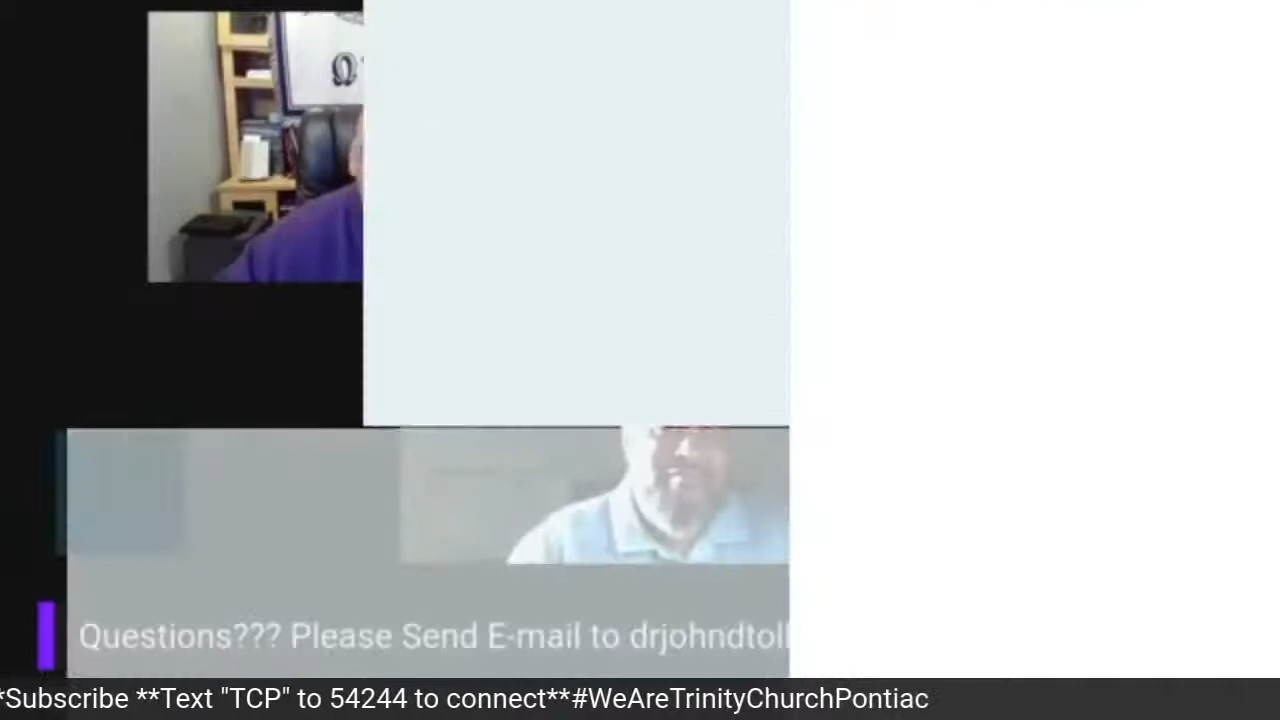 Ω
Questions??? Please Send E-mail to drjohndtoll
*Subscribe **Text "TCP" to 54244 to connect**#WeAreTrinityChurchPontiac